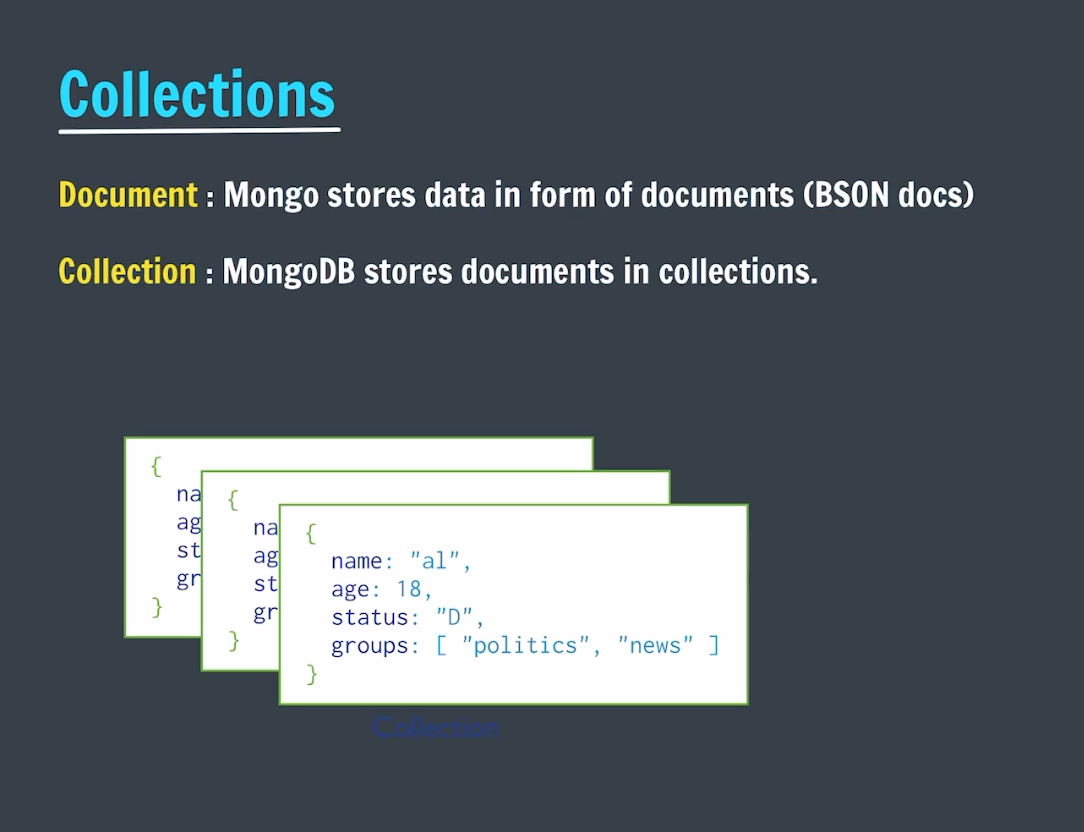 Collections
Document : Mongo stores data in form of documents (BSON docs)
Collection : MongoDB stores documents in collections.
{
na
ag
st
gr
}
{
na
ag
st
gr
}
{
name: "al",
age: 18,
status: "D",
groups: [ "politics", "news" ]
}
Collection